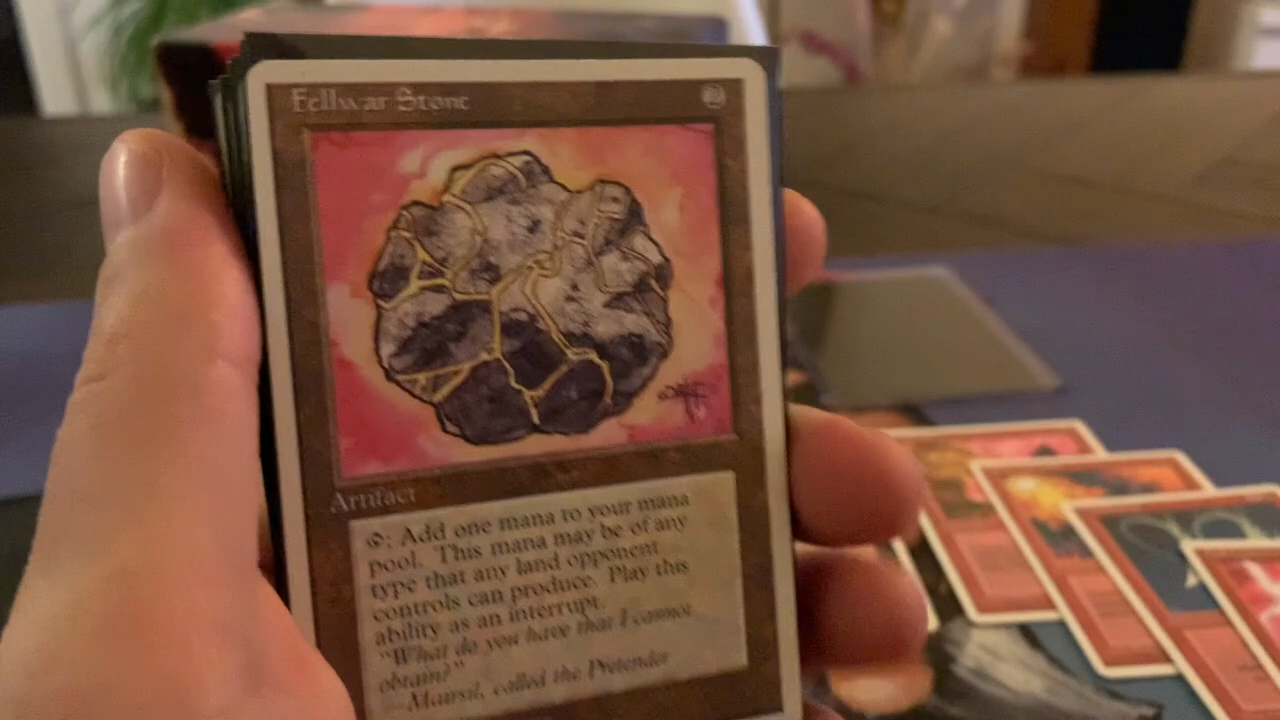 Fellwar Stone
2
Artifact
: Add one mana to your mana
pool. This mana may be of any
type that any land opponent
controls can produce. Play this
ability as an interrupt.
"What do you have that I cannot
obtain?"
—Mairsil, called the Pretender